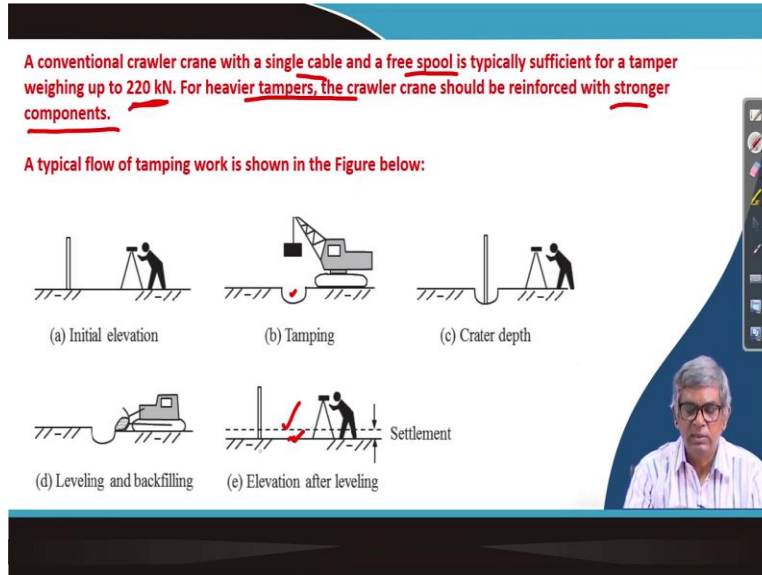 A conventional crawler crane with a single cable and a free spool is typically sufficient for a tamper
weighing up to 220 kN. For heavier tampers, the crawler crane should be reinforced with stronger
components.
A typical flow of tamping work is shown in the Figure below:
(a) Initial elevation
(b) Tamping
(c) Crater depth
Settlement
(d) Leveling and backfilling
(e) Elevation after leveling